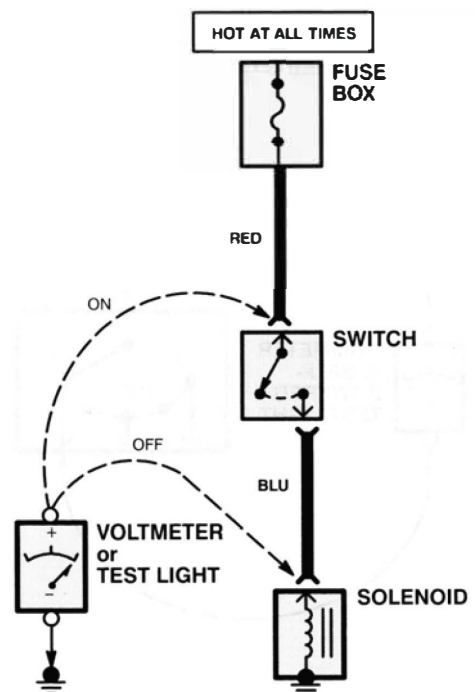 HOT AT ALL TIMES
FUSE
BOX
RED
ON
SWITCH
OFF
BLU
VOLTMETER
or
TEST LIGHT
+
–
SOLENOID